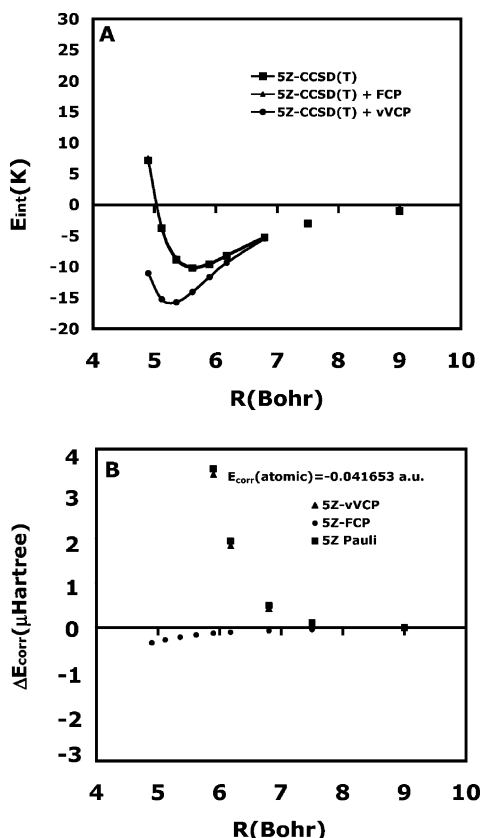 30
25
20
15
10
5
0
-5
-10
-15
-20
A
5Z-CCSD(T)
5Z-CCSD(T) + FCP
5Z-CCSD(T) + vVCP
Eint(K)
4 5 6 7 8 9 10
R(Bohr)
4
3
2
1
0
-1
-2
-3
B
Ecorr(atomic)=-0.041653 a.u.
5Z-vVCP
5Z-FCP
5Z Pauli
ΔEcorr(μHartree)
4 5 6 7 8 9 10
R(Bohr)